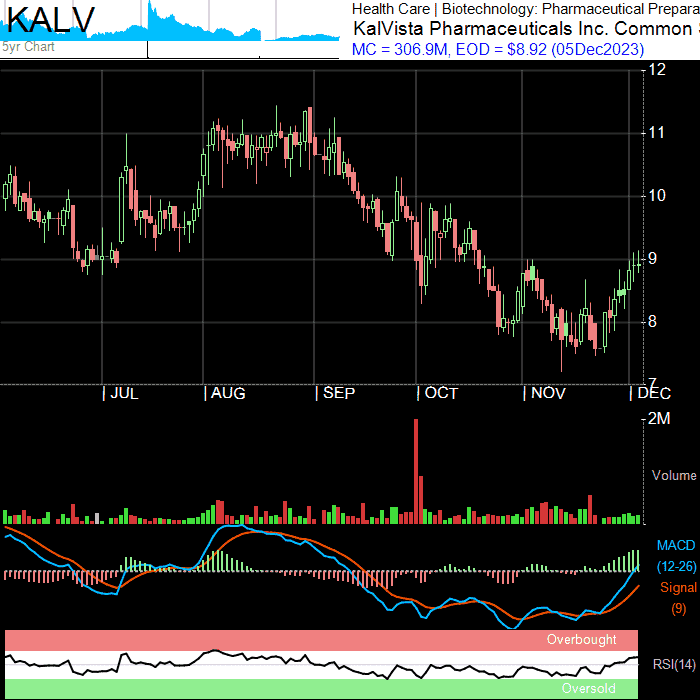 KALV
5yr Chart
Health Care | Biotechnology: Pharmaceutical Prepara
KalVista Pharmaceuticals Inc. Common
MC = 306.9M, EOD = $8.92 (05Dec2023)
12
11
10
9
8
7
JUL
AUG
SEP
OCT
NOV
DEC
2M
Volume
MACD
(12-26)
Signal
(9)
Overbought
RSI(14)
Oversold